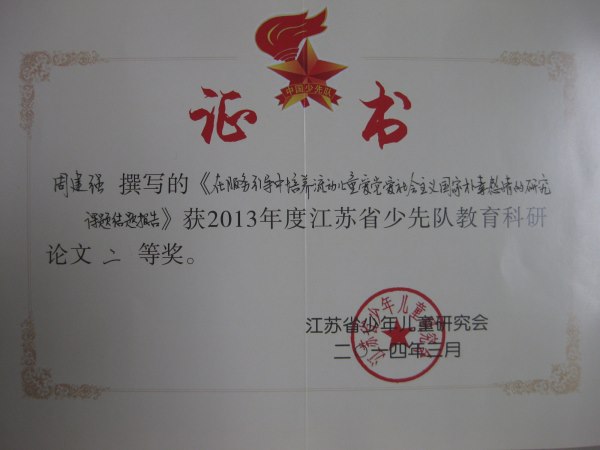 中国少先队
证书
周建强 撰写的《在服务引导中培养流动儿童爱党爱社会主义国家朴素感情的研究
课题结题报告》获2013年度江苏省少先队教育科研
论文 二 等奖。
江苏省少年儿童研究会
二〇一四年三月